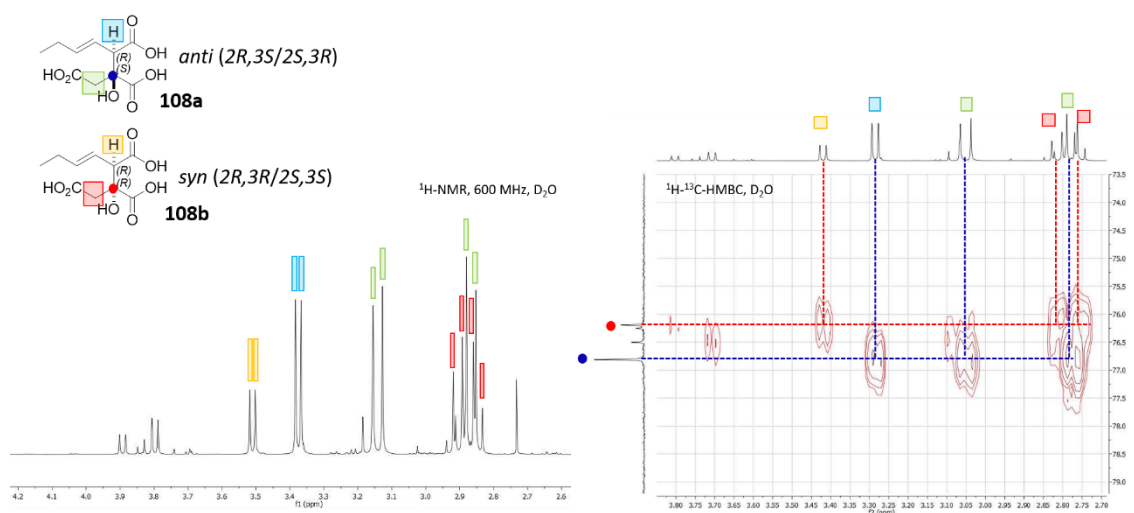 H
O
OH
(R)
(S)
HO₂C
OH
HO
O
anti (2R,3S/2S,3R)
108a
H
O
OH
(R)
(R)
HO₂C
OH
HO
O
syn (2R,3R/2S,3S)
108b
¹H-NMR, 600 MHz, D₂O
4.2 4.1 4.0 3.9 3.8 3.7 3.6 3.5 3.4 3.3 3.2 3.1 3.0 2.9 2.8 2.7 2.6
f1 (ppm)
¹H-¹³C-HMBC, D₂O
73.5
74.0
74.5
75.0
75.5
76.0
76.5
77.0
77.5
78.0
78.5
79.0
3.80 3.75 3.70 3.65 3.60 3.55 3.50 3.45 3.40 3.35 3.30 3.25 3.20 3.15 3.10 3.05 3.00 2.95 2.90 2.85 2.80 2.75 2.70
f2 (ppm)